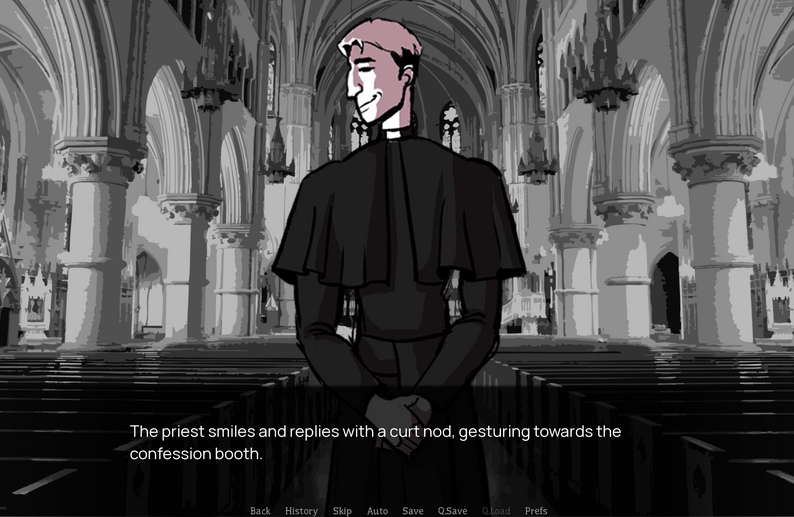 The priest smiles and replies with a curt nod, gesturing towards the
confession booth.
Back History Skip Auto Save Q.Save Q.Load Prefs